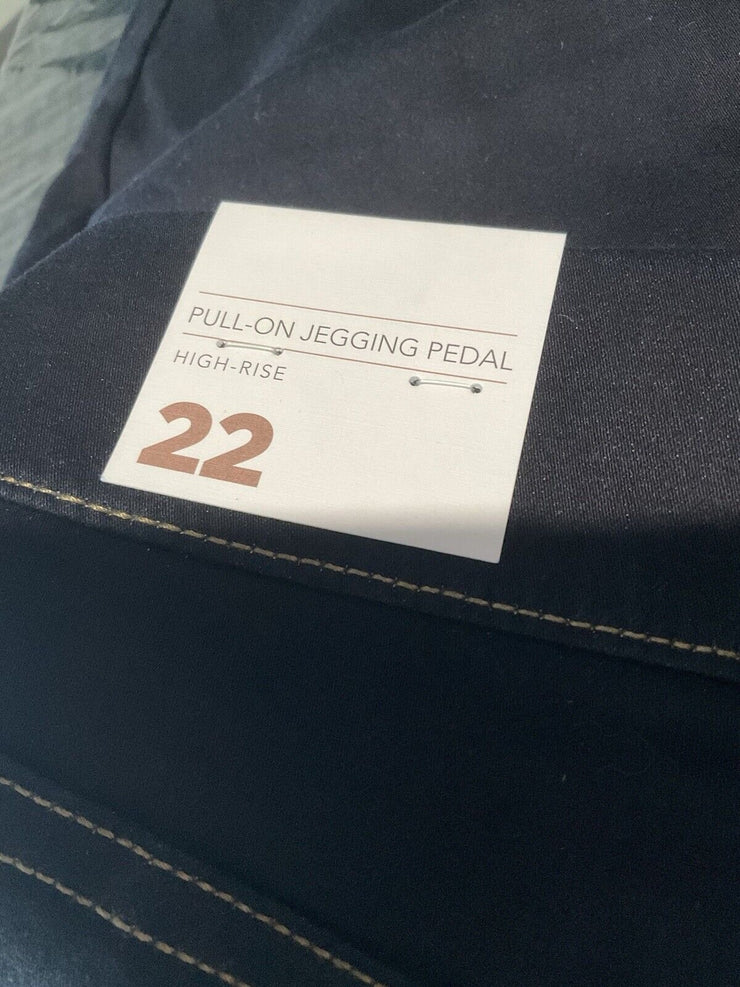 PULL-ON JEGGING PEDAL
HIGH-RISE
22